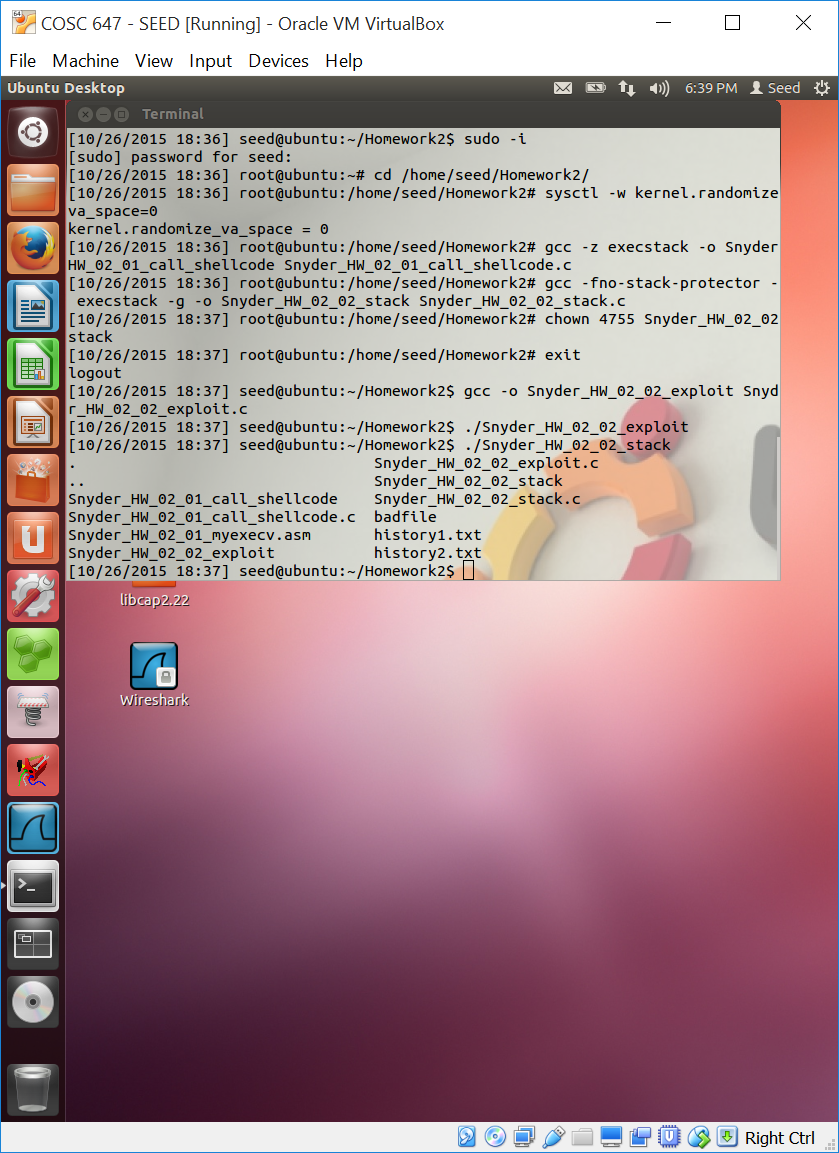 COSC 647 - SEED [Running] - Oracle VM VirtualBox
File Machine View Input Devices Help
Ubuntu Desktop 6:39 PM Seed
Terminal
[10/26/2015 18:36] seed@ubuntu:~/Homework2$ sudo -i
[sudo] password for seed:
[10/26/2015 18:36] root@ubuntu:~# cd /home/seed/Homework2/
[10/26/2015 18:36] root@ubuntu:/home/seed/Homework2# sysctl -w kernel.randomize
va_space=0
kernel.randomize_va_space = 0
[10/26/2015 18:36] root@ubuntu:/home/seed/Homework2# gcc -z execstack -o Snyder
HW_02_01_call_shellcode Snyder_HW_02_01_call_shellcode.c
[10/26/2015 18:36] root@ubuntu:/home/seed/Homework2# gcc -fno-stack-protector -
execstack -g -o Snyder_HW_02_02_stack Snyder_HW_02_02_stack.c
[10/26/2015 18:37] root@ubuntu:/home/seed/Homework2# chown 4755 Snyder_HW_02_02
stack
[10/26/2015 18:37] root@ubuntu:/home/seed/Homework2# exit
logout
[10/26/2015 18:37] seed@ubuntu:~/Homework2$ gcc -o Snyder_HW_02_02_exploit Snyd
r_HW_02_02_exploit.c
[10/26/2015 18:37] seed@ubuntu:~/Homework2$ ./Snyder_HW_02_02_exploit
[10/26/2015 18:37] seed@ubuntu:~/Homework2$ ./Snyder_HW_02_02_stack
. Snyder_HW_02_02_exploit.c
.. Snyder_HW_02_02_stack
Snyder_HW_02_01_call_shellcode Snyder_HW_02_02_stack.c
Snyder_HW_02_01_call_shellcode.c badfile
Snyder_HW_02_01_myexecv.asm history1.txt
Snyder_HW_02_02_exploit history2.txt
[10/26/2015 18:37] seed@ubuntu:~/Homework2$
libcap2.22
Wireshark
Right Ctrl